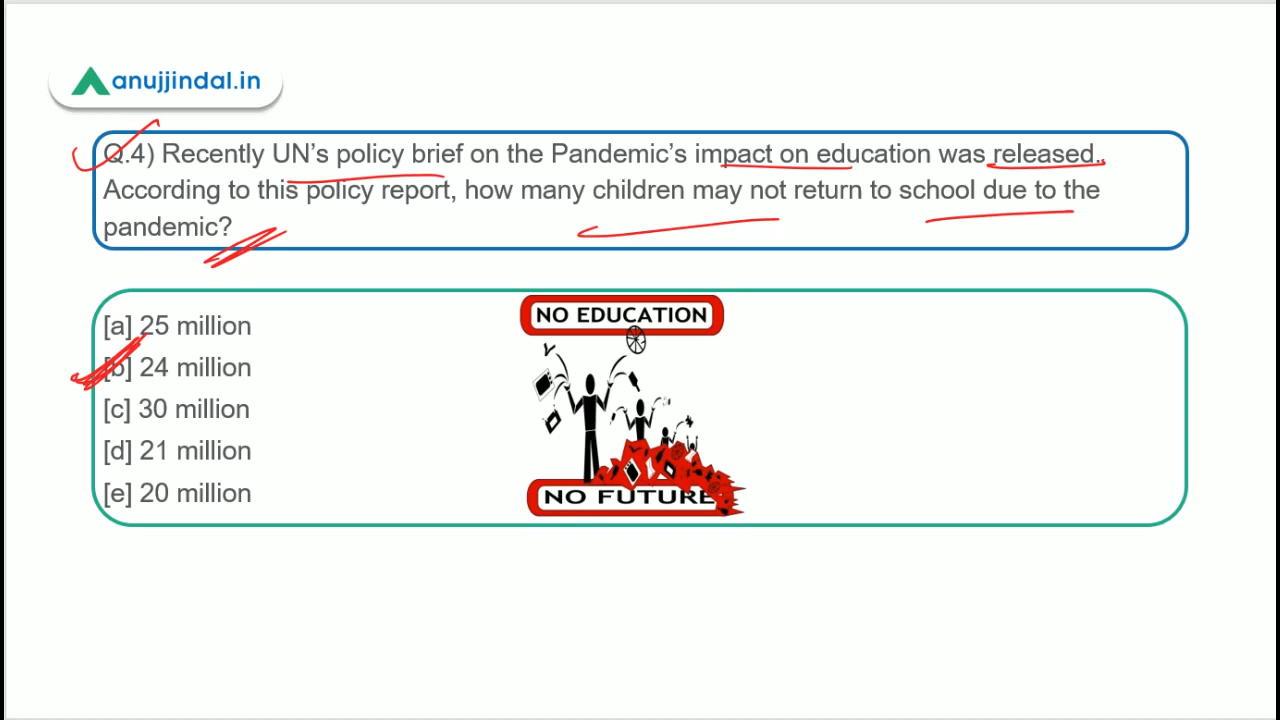 anujjindal.in
Q.4) Recently UN's policy brief on the Pandemic's impact on education was released.
According to this policy report, how many children may not return to school due to the
pandemic?
[a] 25 million
[b] 24 million
[c] 30 million
[d] 21 million
[e] 20 million
NO EDUCATION
NO FUTURE